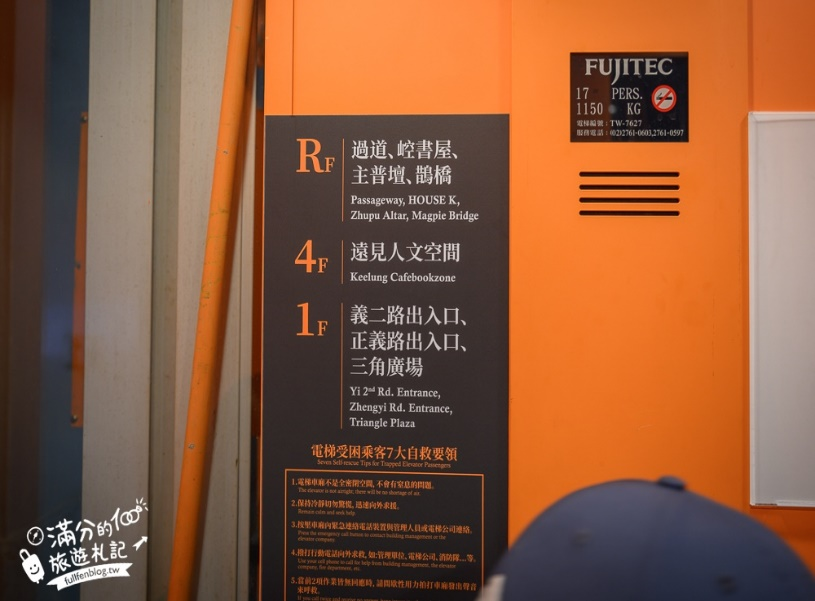 FUJITEC
17 PERS.
1150 KG
電梯編號：TW-7627
服務電話：(02)2761-0603,2761-0597
RF
過道、崆書屋、
主普壇、鵲橋
Passageway, HOUSE K,
Zhupu Altar, Magpie Bridge
4F
遠見人文空間
Keelung Cafebookzone
1F
義二路出入口、
正義路出入口、
三角廣場
Yi 2nd Rd. Entrance,
Zhengyi Rd. Entrance,
Triangle Plaza
電梯受困乘客7大自救要領
Seven Self-rescue Tips for Trapped Elevator Passengers
1.電梯車廂不是全密閉空間, 不會有窒息的問題。
The elevator is not airtight; there will be no shortage of air.
2.保持冷靜切勿驚慌, 迅速向外求援。
Remain calm and seek help.
3.按壓車廂內緊急連絡電話裝置與管理人員或電梯公司連絡。
Press the emergency call button to contact building management or the
elevator company.
4.撥打行動電話向外求救, 如:管理單位, 電梯公司、消防隊...等。
Use your cell phone to call for help from building management, the elevator
company, fire department, etc.
5.當前2項作業皆無回應時, 請間歇性用力拍打車廂發出聲音
來呼救。
滿分的
旅遊札記
fullfenblog.tw